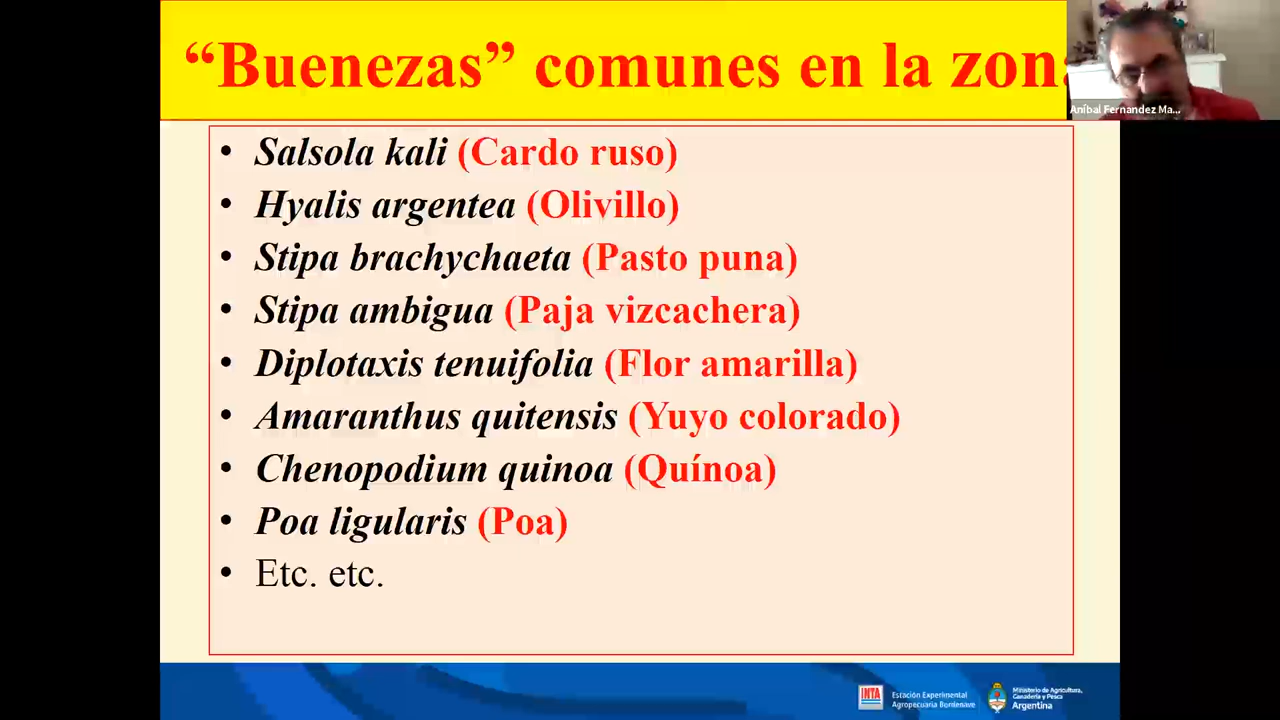 “Buenezas” comunes en la zona
Aníbal Fernandez Ma...
• Salsola kali (Cardo ruso)
• Hyalis argentea (Olivillo)
• Stipa brachychaeta (Pasto puna)
• Stipa ambigua (Paja vizcachera)
• Diplotaxis tenuifolia (Flor amarilla)
• Amaranthus quitensis (Yuyo colorado)
• Chenopodium quinoa (Quínoa)
• Poa ligularis (Poa)
• Etc. etc.
INTA
Estación Experimental
Agropecuaria Bordenave
Ministerio de Agricultura,
Ganadería y Pesca
Argentina